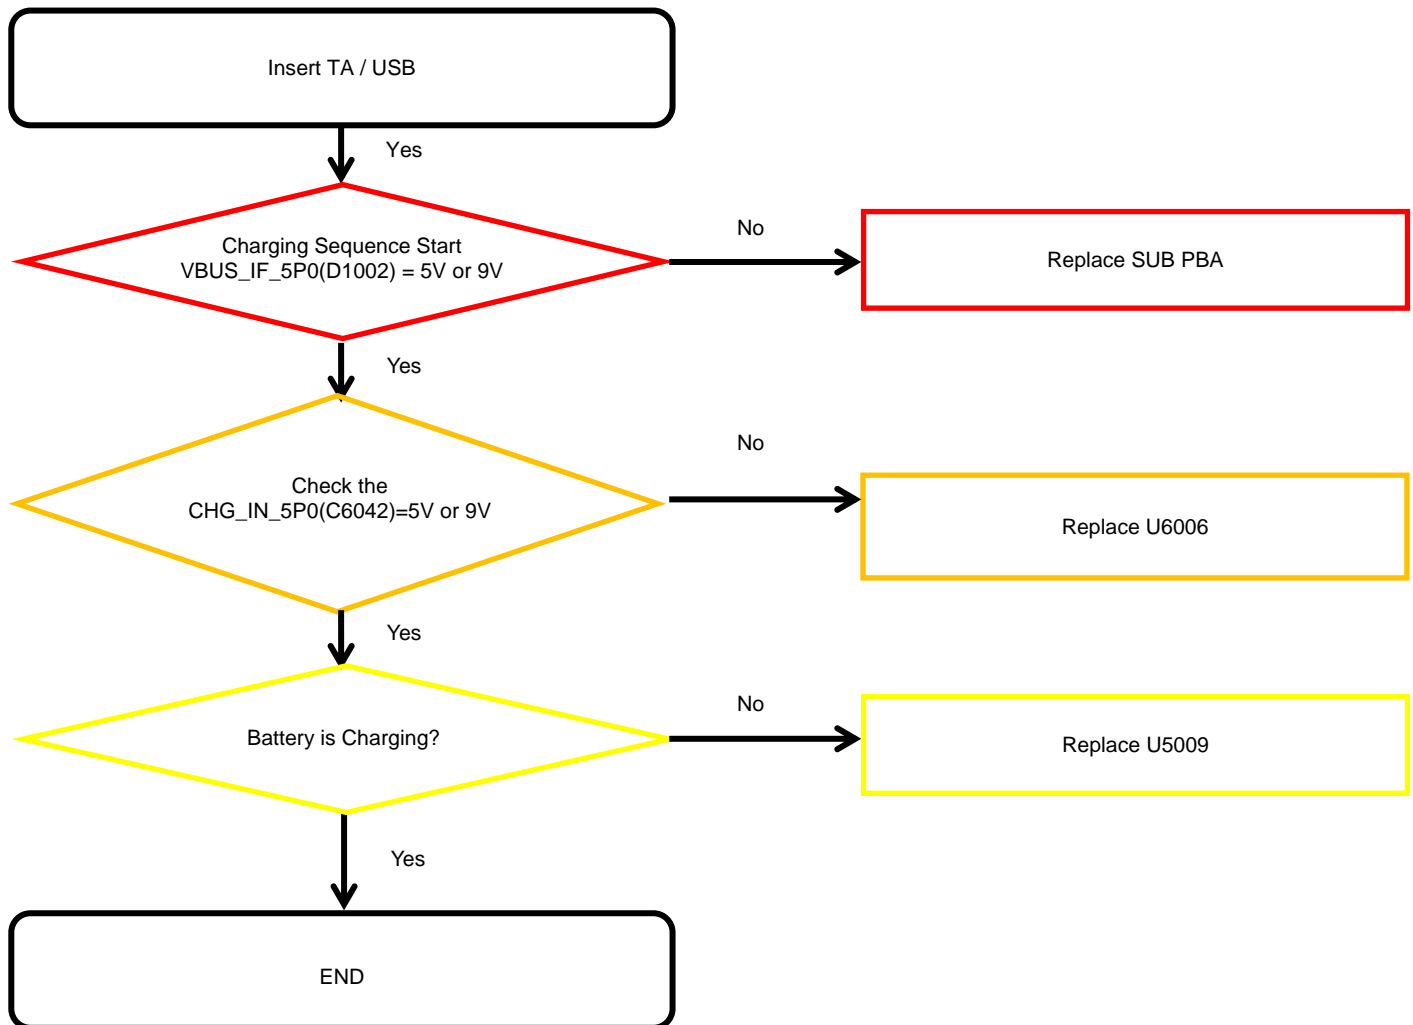 Insert TA / USB
Yes
Charging Sequence Start
VBUS_IF_5P0(D1002) = 5V or 9V
No
Replace SUB PBA
Yes
Check the
CHG_IN_5P0(C6042)=5V or 9V
No
Replace U6006
Yes
Battery is Charging?
No
Replace U5009
Yes
END